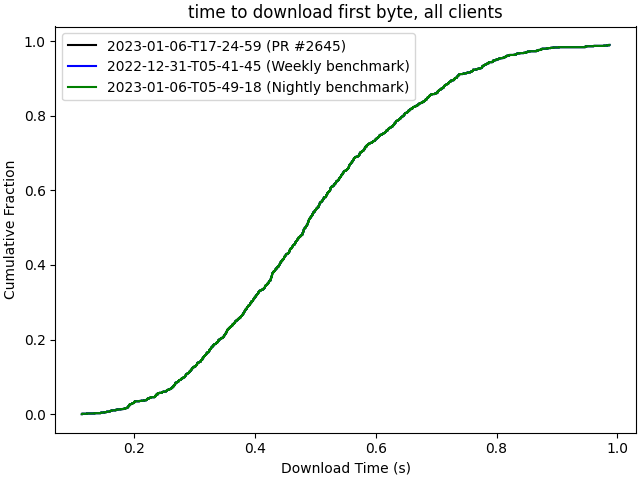 time to download first byte, all clients
2023-01-06-T17-24-59 (PR #2645)
2022-12-31-T05-41-45 (Weekly benchmark)
2023-01-06-T05-49-18 (Nightly benchmark)
Cumulative Fraction
1.0
0.8
0.6
0.4
0.2
0.0
0.2 0.4 0.6 0.8 1.0
Download Time (s)